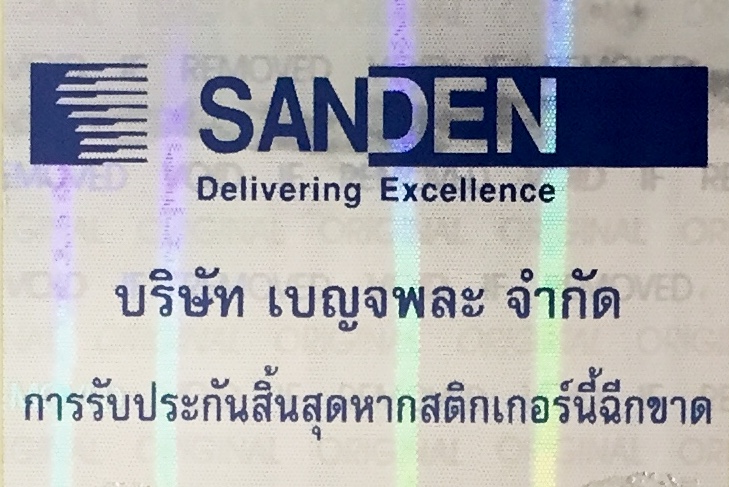 SANDEN
Delivering Excellence
บริษัท เบญจพละ จำกัด
การรับประกันสิ้นสุดหากสติกเกอร์นี้ฉีกขาด